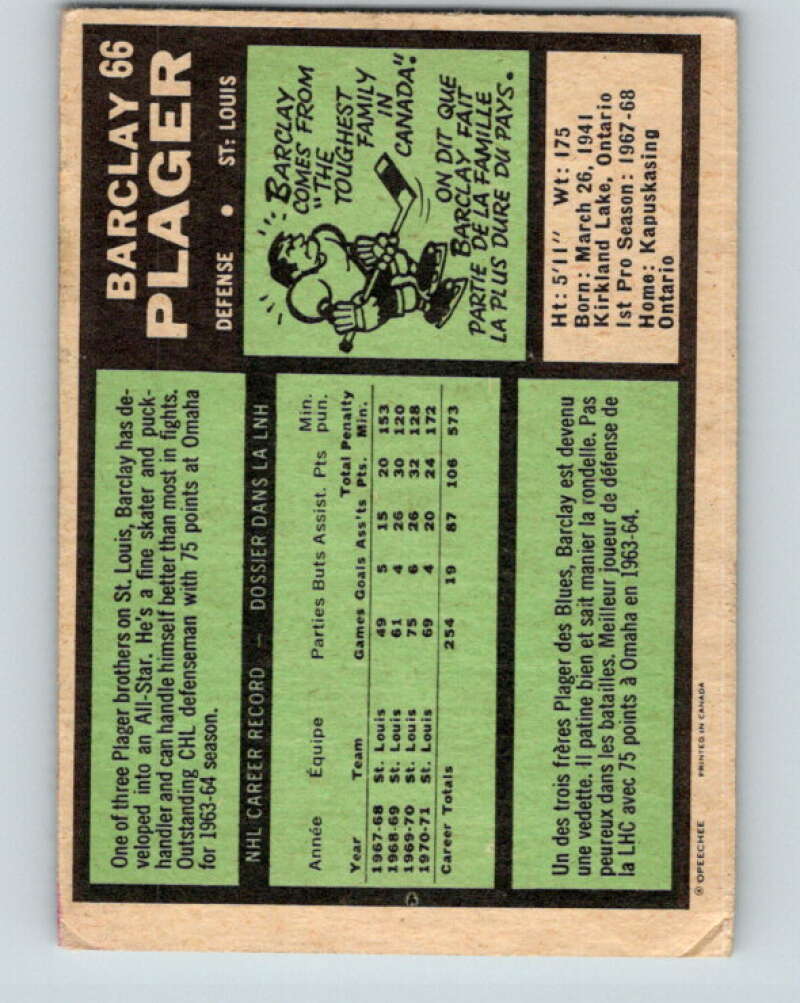 BARCLAY 66
PLAGER
DEFENSE • ST: LOUIS
One of three Plager brothers on St. Louis, Barclay has de-
veloped into an All-Star. He's a fine skater and puck-
handler and can handle himself better than most in fights.
Outstanding CHL defenseman with 75 points at Omaha
for 1963-64 season.
BARCLAY
COMES FROM
"THE
TOUGHEST
FAMILY
IN
CANADA".
ON DIT QUE
BARCLAY FAIT
PARTIE DE LA FAMILLE
LA PLUS DURE DU PAYS.
NHL CAREER RECORD — DOSSIER DANS LA LNH
Année Équipe Parties Buts Assist. Pts Min. pun.
Year Team Games Goals Ass'ts Total Pts. Penalty Min.
1967-68 St. Louis 49 5 15 20 153
1968-69 St. Louis 61 4 26 30 120
1969-70 St. Louis 75 6 26 32 128
1970-71 St. Louis 69 4 20 24 172
Career Totals 254 19 87 106 573
Ht: 5'11" Wt: 175
Born: March 26, 1941
Kirkland Lake, Ontario
1st Pro Season: 1967-68
Home: Kapuskasing
Ontario
Un des trois frères Plager des Blues, Barclay est devenu
une vedette. Il patine bien et sait manier la rondelle. Pas
peureux dans les batailles. Meilleur joueur de défense de
la LHC avec 75 points à Omaha en 1963-64.
© OPEECHEE PRINTED IN CANADA